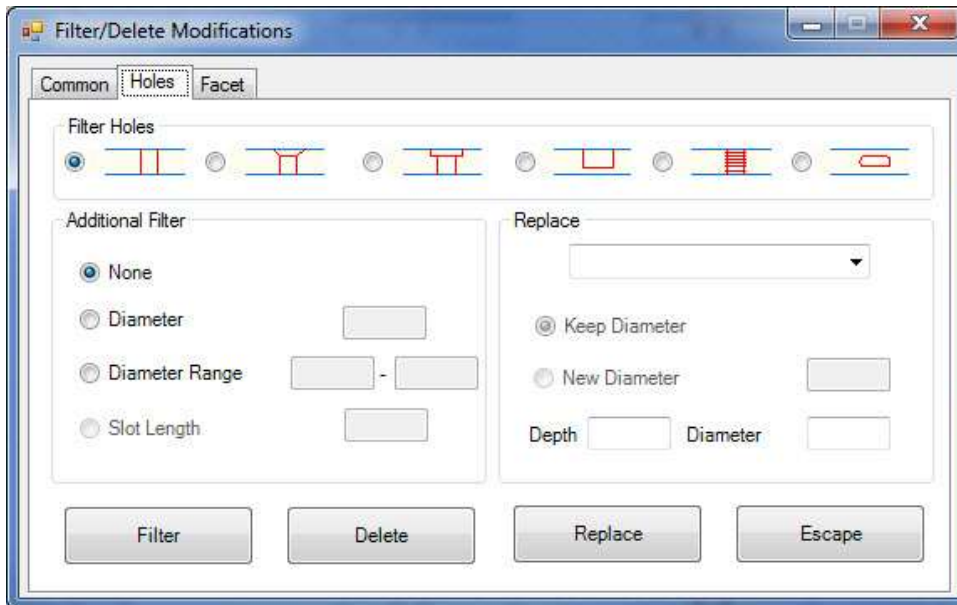 Filter/Delete Modifications
Common Holes Facet
Filter Holes
Additional Filter
None
Diameter
Diameter Range -
Slot Length
Replace
Keep Diameter
New Diameter
Depth Diameter
Filter Delete Replace Escape